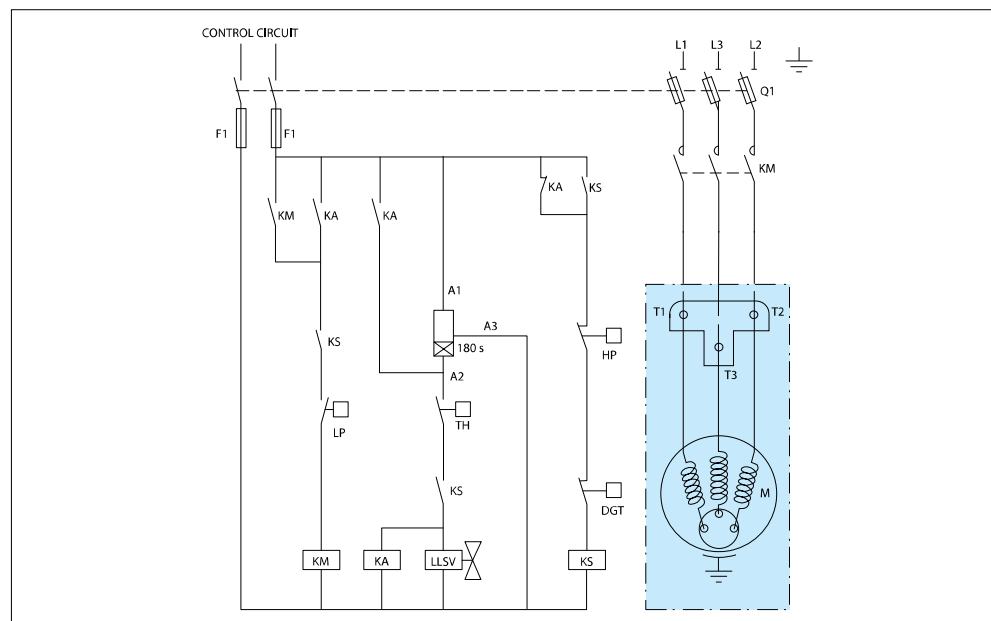 CONTROL CIRCUIT
L1 L3 L2
Q1
F1 F1
KM
KA KS
KM KA KA
A1
T1 T2
A3
KS 180 s HP
A2 T3
LP TH
KS M
DGT
KM KA LLSV KS